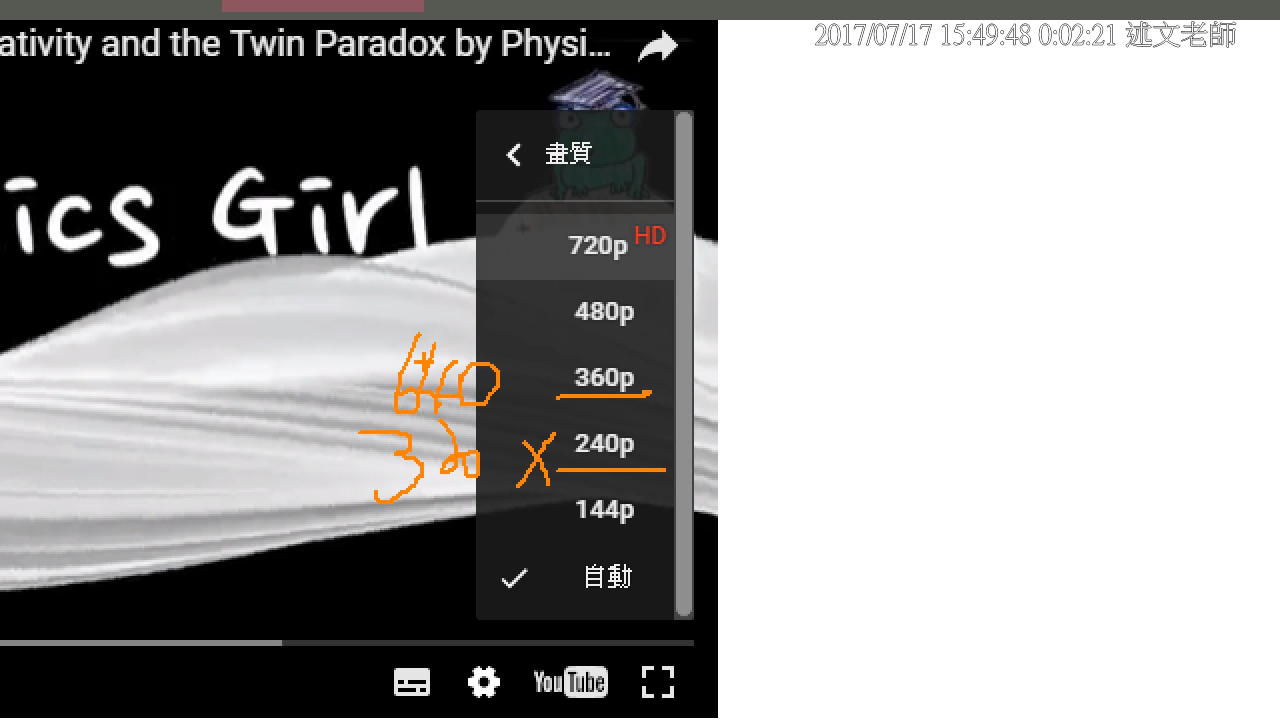 ativity and the Twin Paradox by Physi...
2017/07/17 15:49:48 0:02:21 述文老師
畫質
ics Girl
720p HD
480p
640 360p
320 X 240p
144p
自動
YouTube